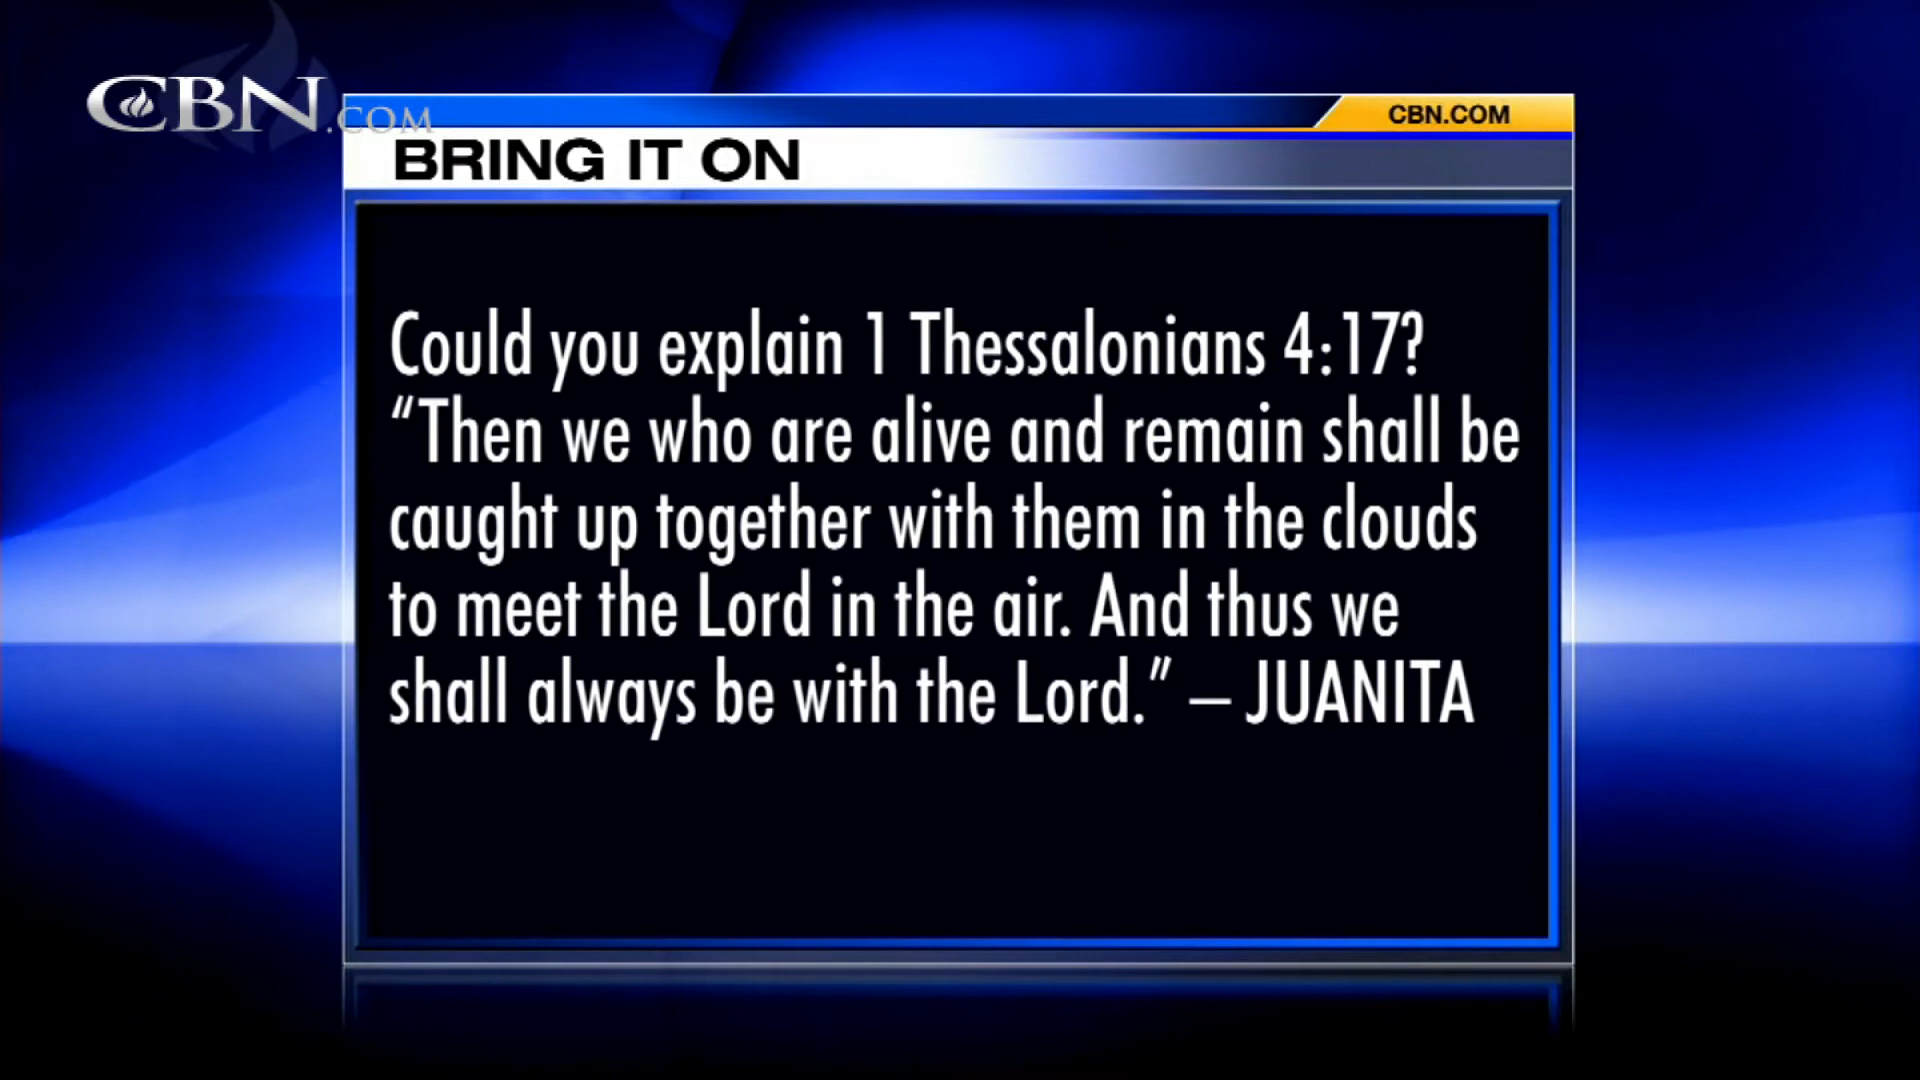 CBN.COM
CBN.COM
BRING IT ON
Could you explain 1 Thessalonians 4:17?
“Then we who are alive and remain shall be
caught up together with them in the clouds
to meet the Lord in the air. And thus we
shall always be with the Lord.” – JUANITA